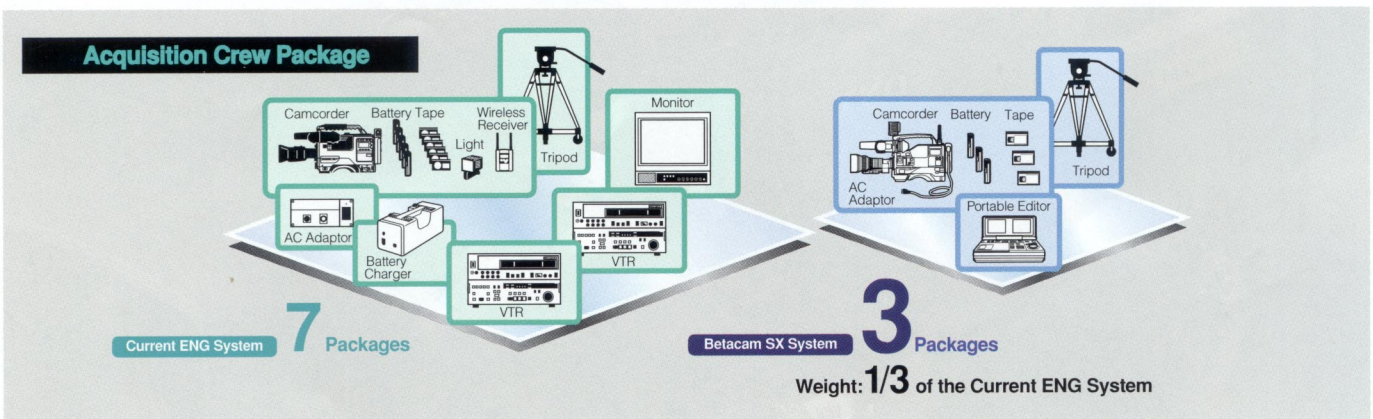 Acquisition Crew Package
Camcorder
Battery
Tape
Wireless
Receiver
Light
Tripod
Monitor
AC Adaptor
Battery
Charger
VTR
VTR
Current ENG System
7 Packages
Camcorder
Battery
Tape
AC
Adaptor
Tripod
Portable Editor
Betacam SX System
3 Packages
Weight: 1/3 of the Current ENG System